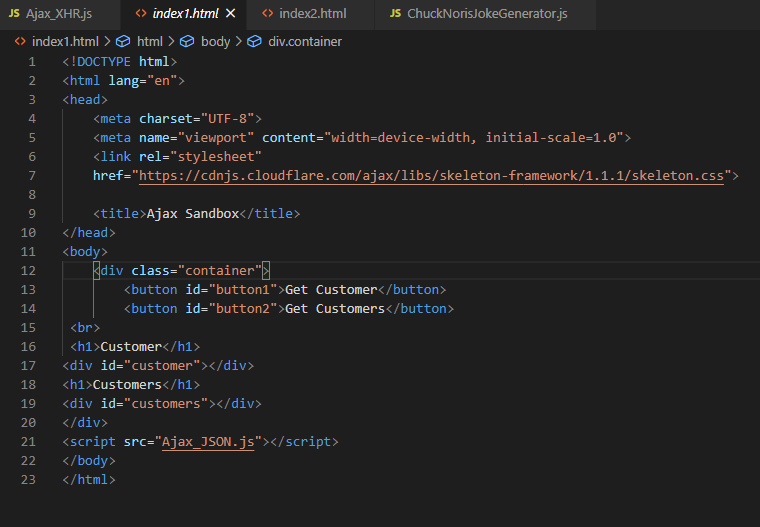 JS Ajax_XHR.js <> index1.html × <> index2.html JS ChuckNorisJokeGenerator.js
<> index1.html > html > body > div.container
1 <!DOCTYPE html>
2 <html lang="en">
3 <head>
4     <meta charset="UTF-8">
5     <meta name="viewport" content="width=device-width, initial-scale=1.0">
6     <link rel="stylesheet"
7     href="https://cdnjs.cloudflare.com/ajax/libs/skeleton-framework/1.1.1/skeleton.css">
8
9     <title>Ajax Sandbox</title>
10 </head>
11 <body>
12     <div class="container">
13         <button id="button1">Get Customer</button>
14         <button id="button2">Get Customers</button>
15  <br>
16  <h1>Customer</h1>
17 <div id="customer"></div>
18 <h1>Customers</h1>
19 <div id="customers"></div>
20 </div>
21 <script src="Ajax_JSON.js"></script>
22 </body>
23 </html>